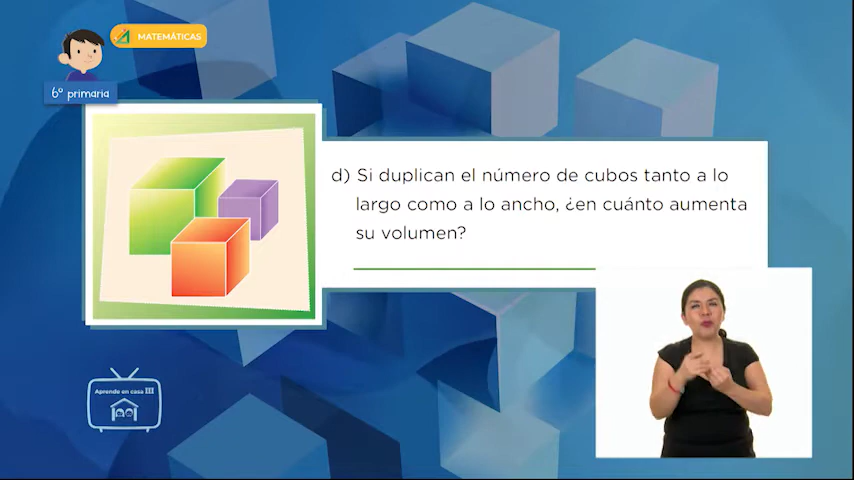 MATEMÁTICAS
6º primaria
d) Si duplican el número de cubos tanto a lo
largo como a lo ancho, ¿en cuánto aumenta
su volumen?
Aprende en casa III